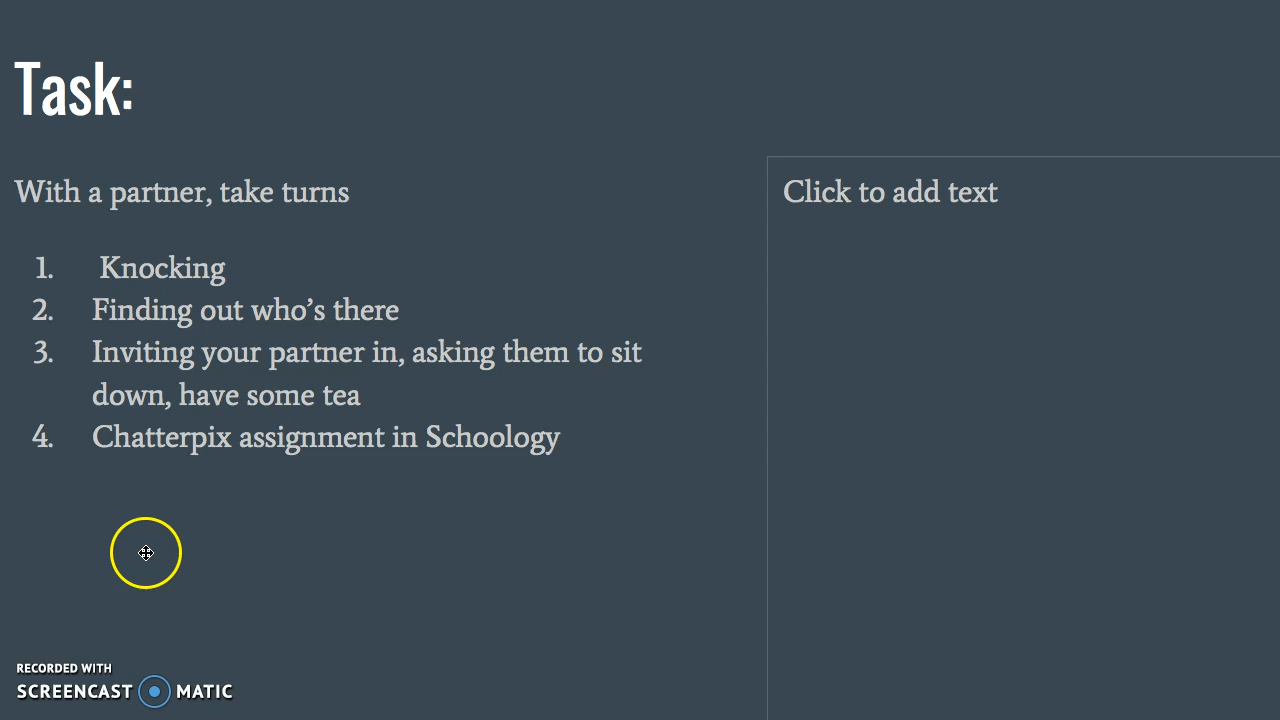 Task:
With a partner, take turns
1. Knocking
2. Finding out who’s there
3. Inviting your partner in, asking them to sit
down, have some tea
4. Chatterpix assignment in Schoology
Click to add text
RECORDED WITH
SCREENCAST MATIC